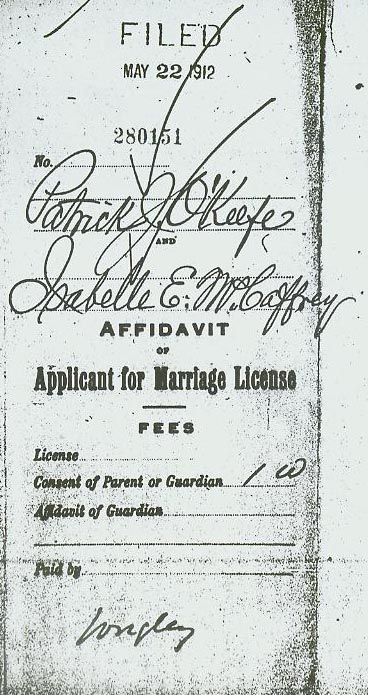 FILED
MAY 22 1912
280151
No.
Patrick J. O'Keefe
AND
Isabelle E. McCaffrey
AFFIDAVIT
OF
Applicant for Marriage License
FEES
License
Consent of Parent or Guardian 1 00
Affidavit of Guardian
Paid by